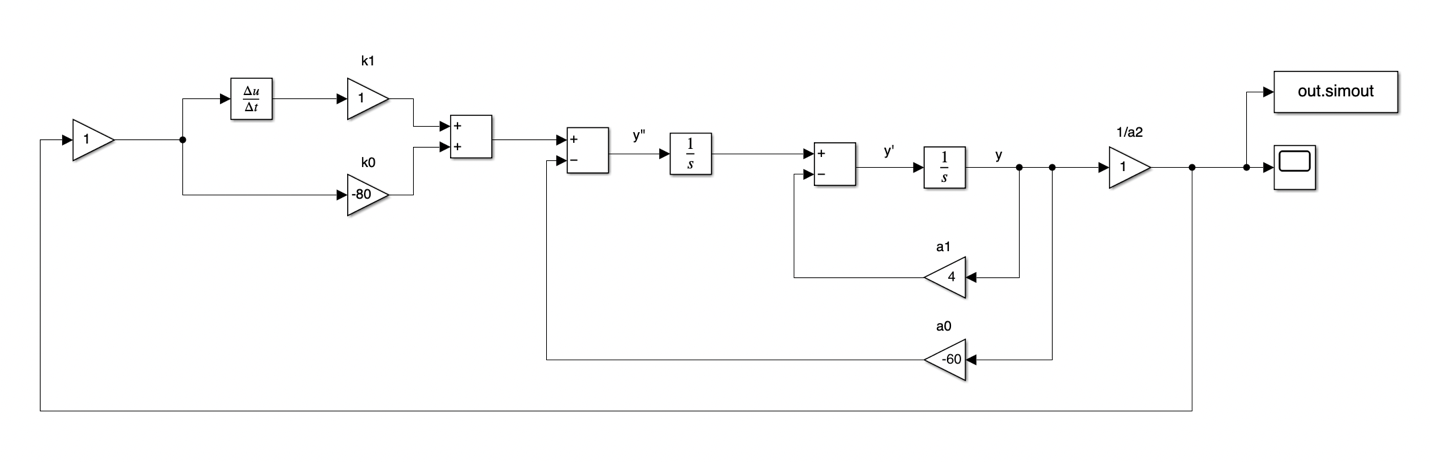 k1
Δu
Δt
1
out.simout
1
+
+
1/a2
1
k0
-80
+
−
y"
1
s
+
−
y'
1
s
y
a1
4
a0
-60